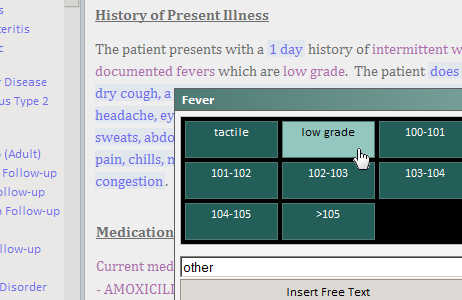 History of Present Illness
The patient presents with a 1 day history of intermittent w
documented fevers which are low grade. The patient does
dry cough, a
headache, ey
sweats, abdo
pain, chills, n
congestion.
Medication
Current med
- AMOXICILI
eritis
Disease
us Type 2
(Adult)
Follow-up
ollow-up
Follow-up
llow-up
Disorder
Fever
tactile
low grade
100-101
101-102
102-103
103-104
104-105
>105
other
Insert Free Text